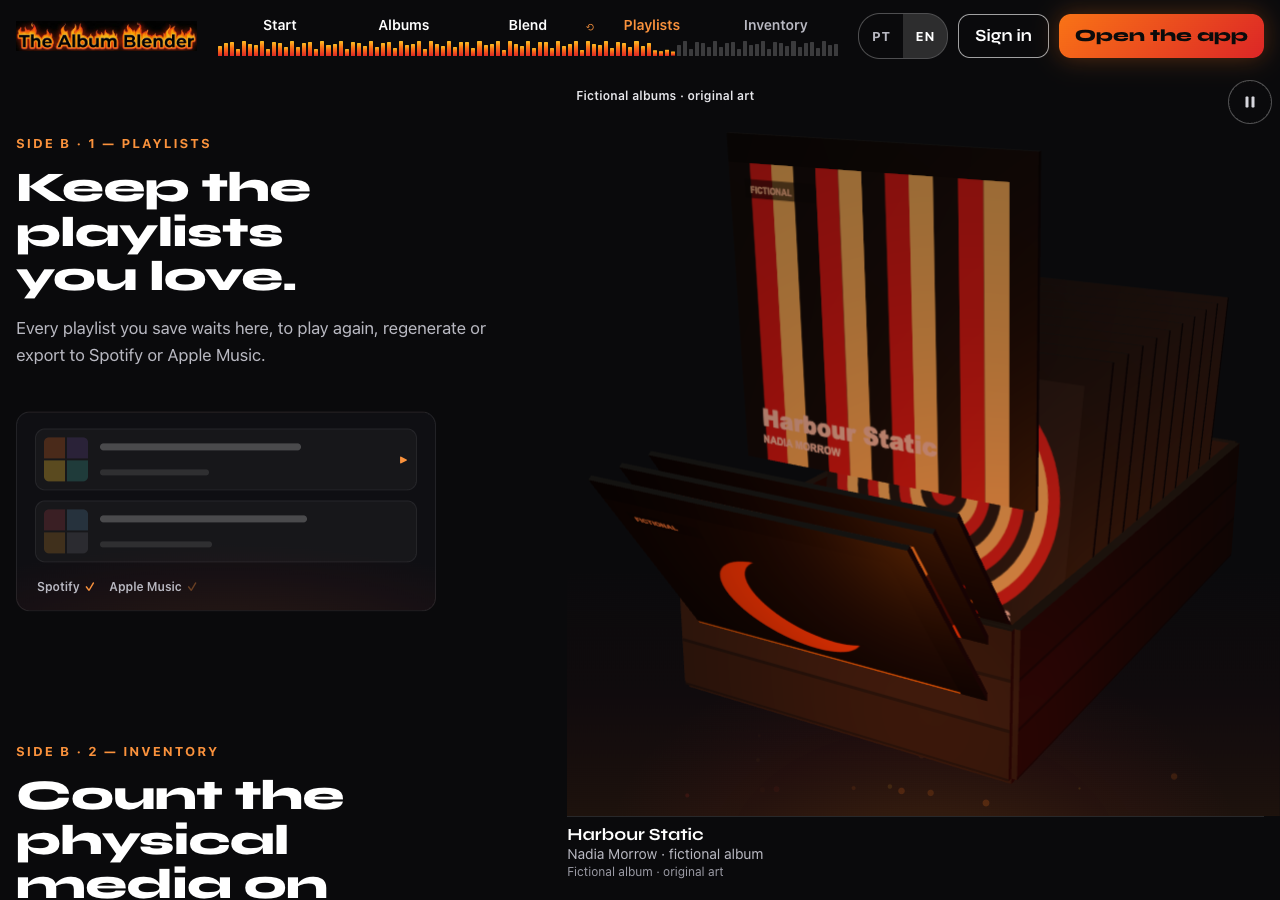 The Album Blender
Start
Albums
Blend
Playlists
Inventory
PT
EN
Sign in
Open the app
Fictional albums · original art
SIDE B · 1 — PLAYLISTS
Keep the
playlists
you love.
Every playlist you save waits here, to play again, regenerate or
export to Spotify or Apple Music.
Spotify ✓ Apple Music ✓
FICTIONAL
Harbour Static
NADIA MORROW
FICTIONAL
SIDE B · 2 — INVENTORY
Count the
physical
media on
Harbour Static
Nadia Morrow · fictional album
Fictional album · original art